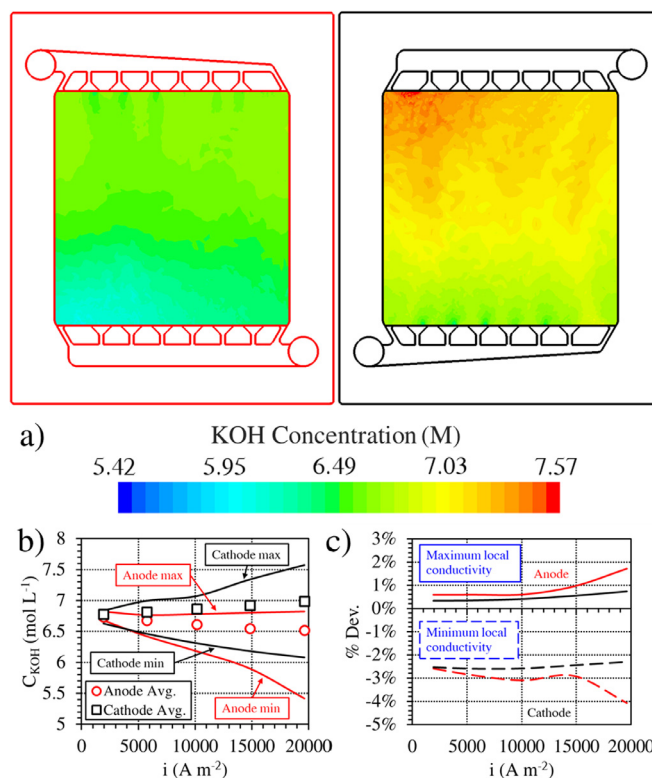 a)
KOH Concentration (M)
5.42 5.95 6.49 7.03 7.57
b)
8
7.5
7
6.5
6
5.5
5
C_KOH (mol L⁻¹)
Cathode max
Anode max
Cathode min
Anode Avg.
Cathode Avg.
Anode min
0 5000 10000 15000 20000
i (A m⁻²)
c)
3%
2%
1%
0%
-1%
-2%
-3%
-4%
-5%
% Dev.
Maximum local
conductivity
Anode
Minimum local
conductivity
Cathode
0 5000 10000 15000 20000
i (A m⁻²)